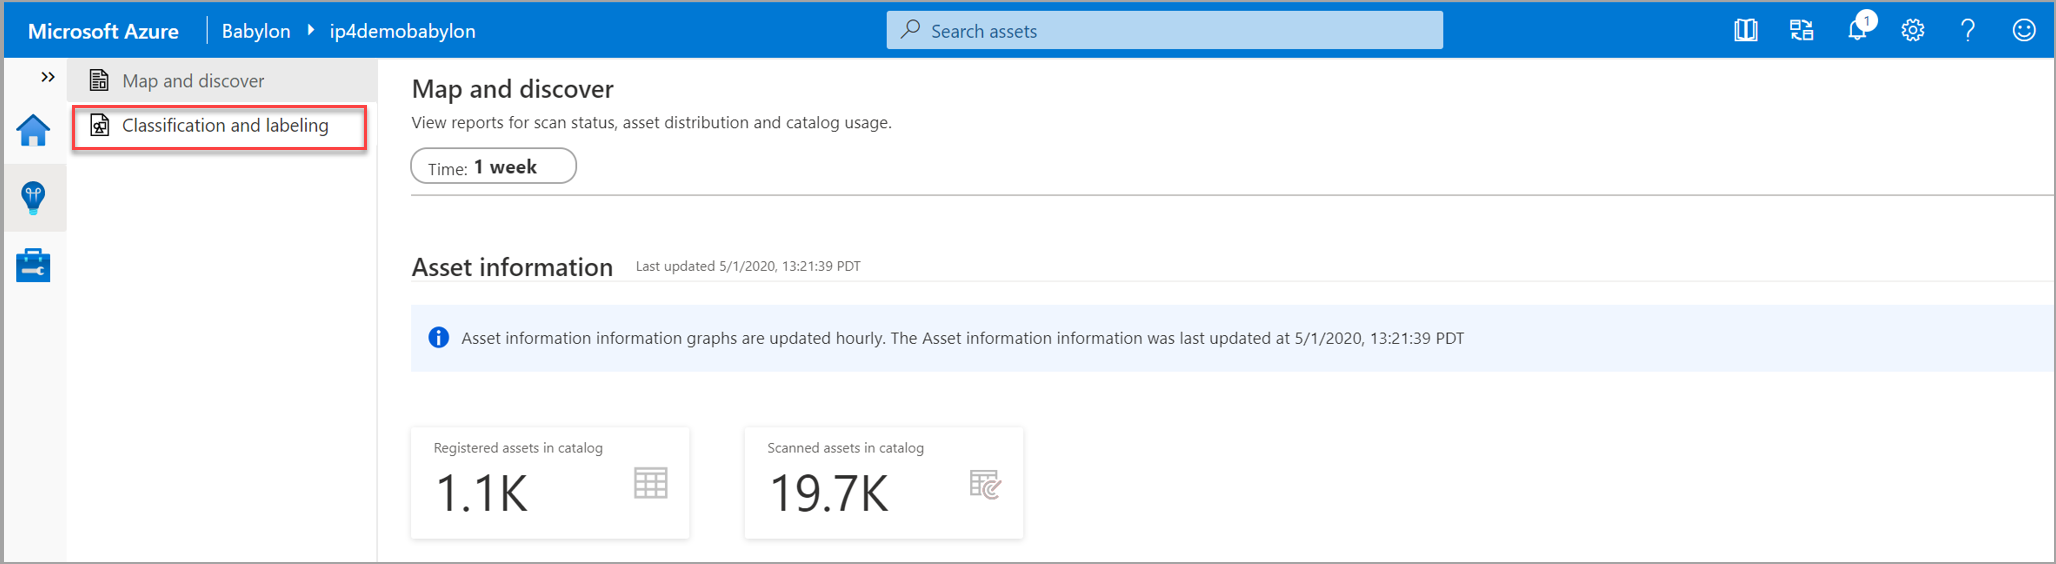 Microsoft Azure Babylon ip4demobabylon Search assets 1
Map and discover
Classification and labeling
Map and discover
View reports for scan status, asset distribution and catalog usage.
Time: 1 week
Asset information Last updated 5/1/2020, 13:21:39 PDT
Asset information information graphs are updated hourly. The Asset information information was last updated at 5/1/2020, 13:21:39 PDT
Registered assets in catalog
1.1K
Scanned assets in catalog
19.7K